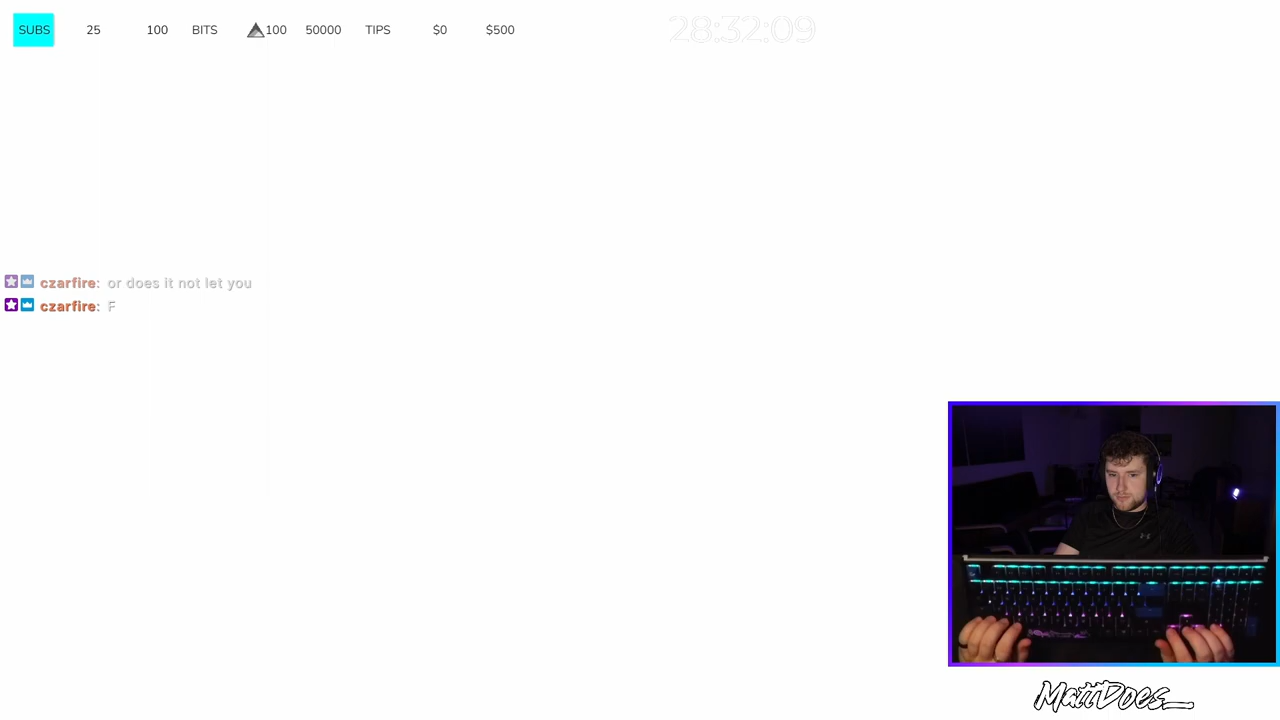 SUBS 25 100 BITS 100 50000 TIPS $0 $500 28:32:09
czarfire: or does it not let you
czarfire: F
MattDoes_